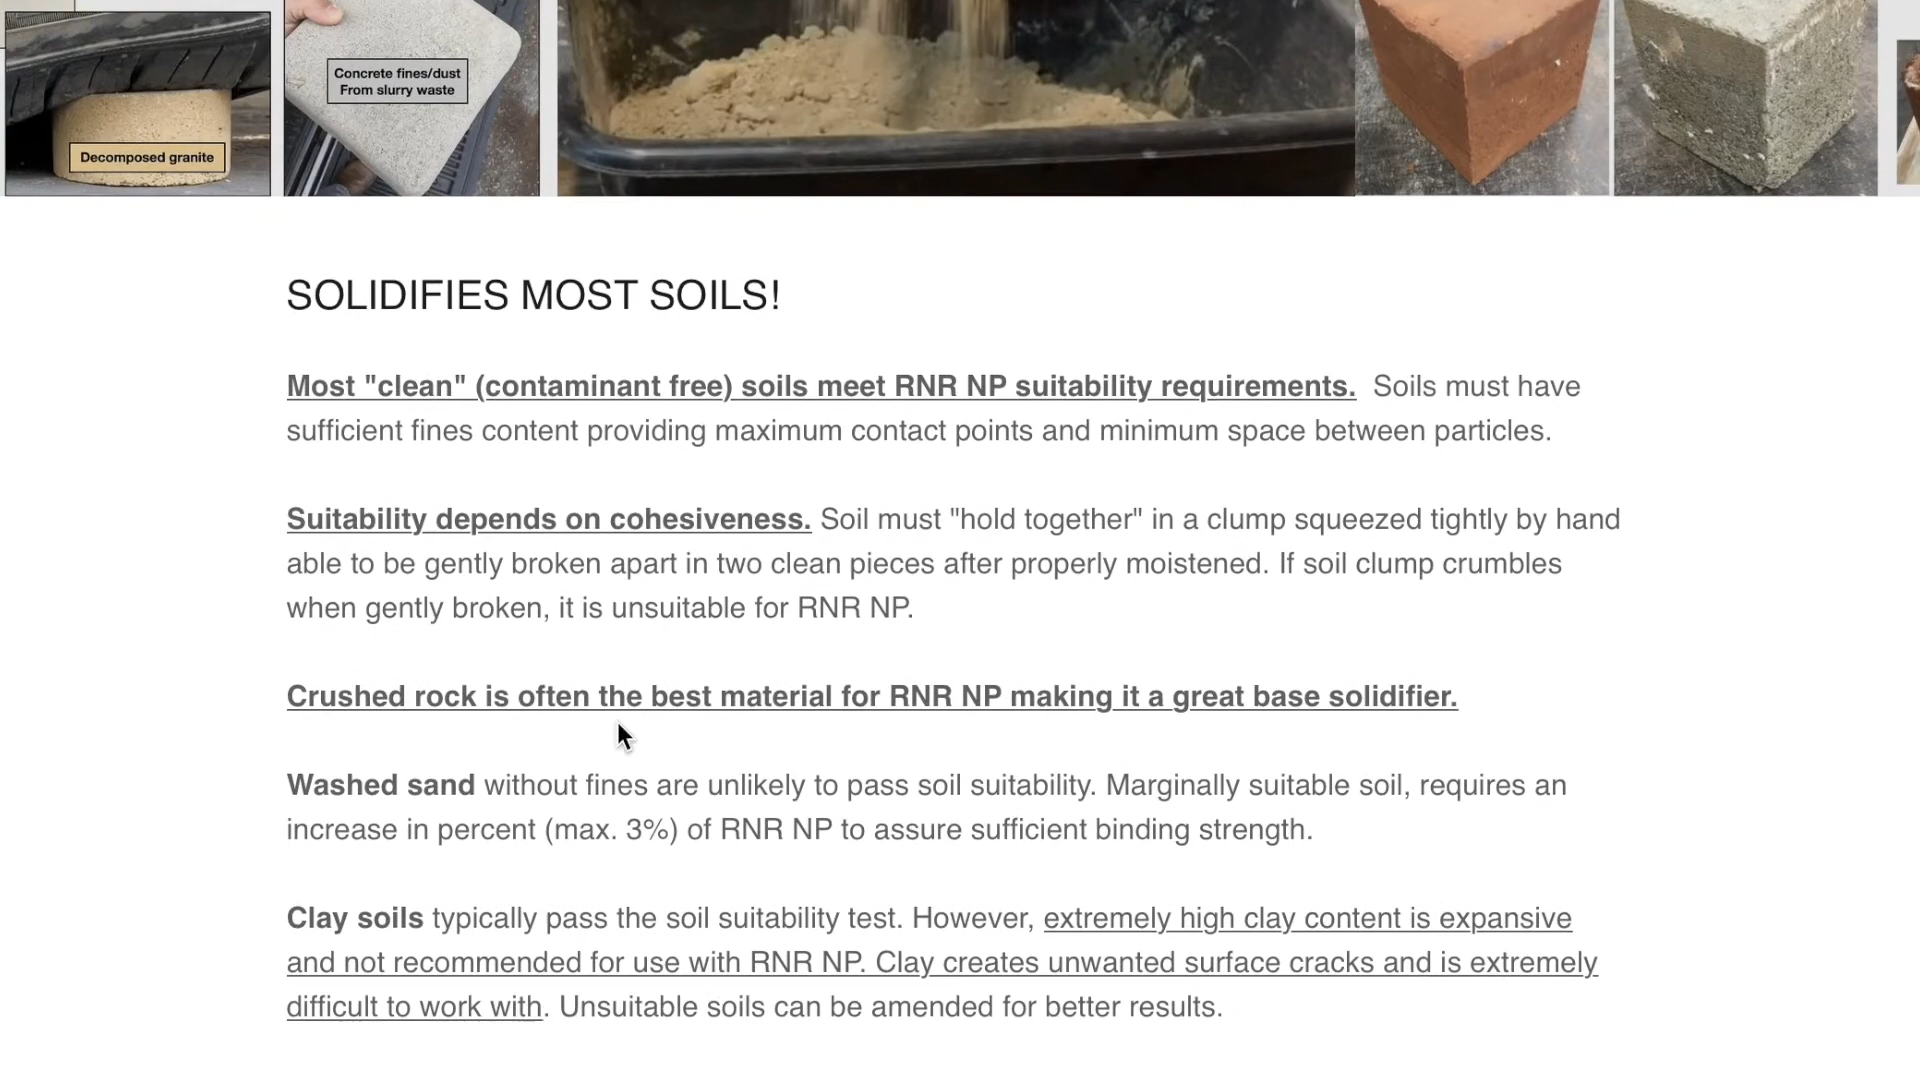 Concrete fines/dust
From slurry waste
Decomposed granite
SOLIDIFIES MOST SOILS!
Most "clean" (contaminant free) soils meet RNR NP suitability requirements. Soils must have
sufficient fines content providing maximum contact points and minimum space between particles.
Suitability depends on cohesiveness. Soil must "hold together" in a clump squeezed tightly by hand
able to be gently broken apart in two clean pieces after properly moistened. If soil clump crumbles
when gently broken, it is unsuitable for RNR NP.
Crushed rock is often the best material for RNR NP making it a great base solidifier.
Washed sand without fines are unlikely to pass soil suitability. Marginally suitable soil, requires an
increase in percent (max. 3%) of RNR NP to assure sufficient binding strength.
Clay soils typically pass the soil suitability test. However, extremely high clay content is expansive
and not recommended for use with RNR NP. Clay creates unwanted surface cracks and is extremely
difficult to work with. Unsuitable soils can be amended for better results.